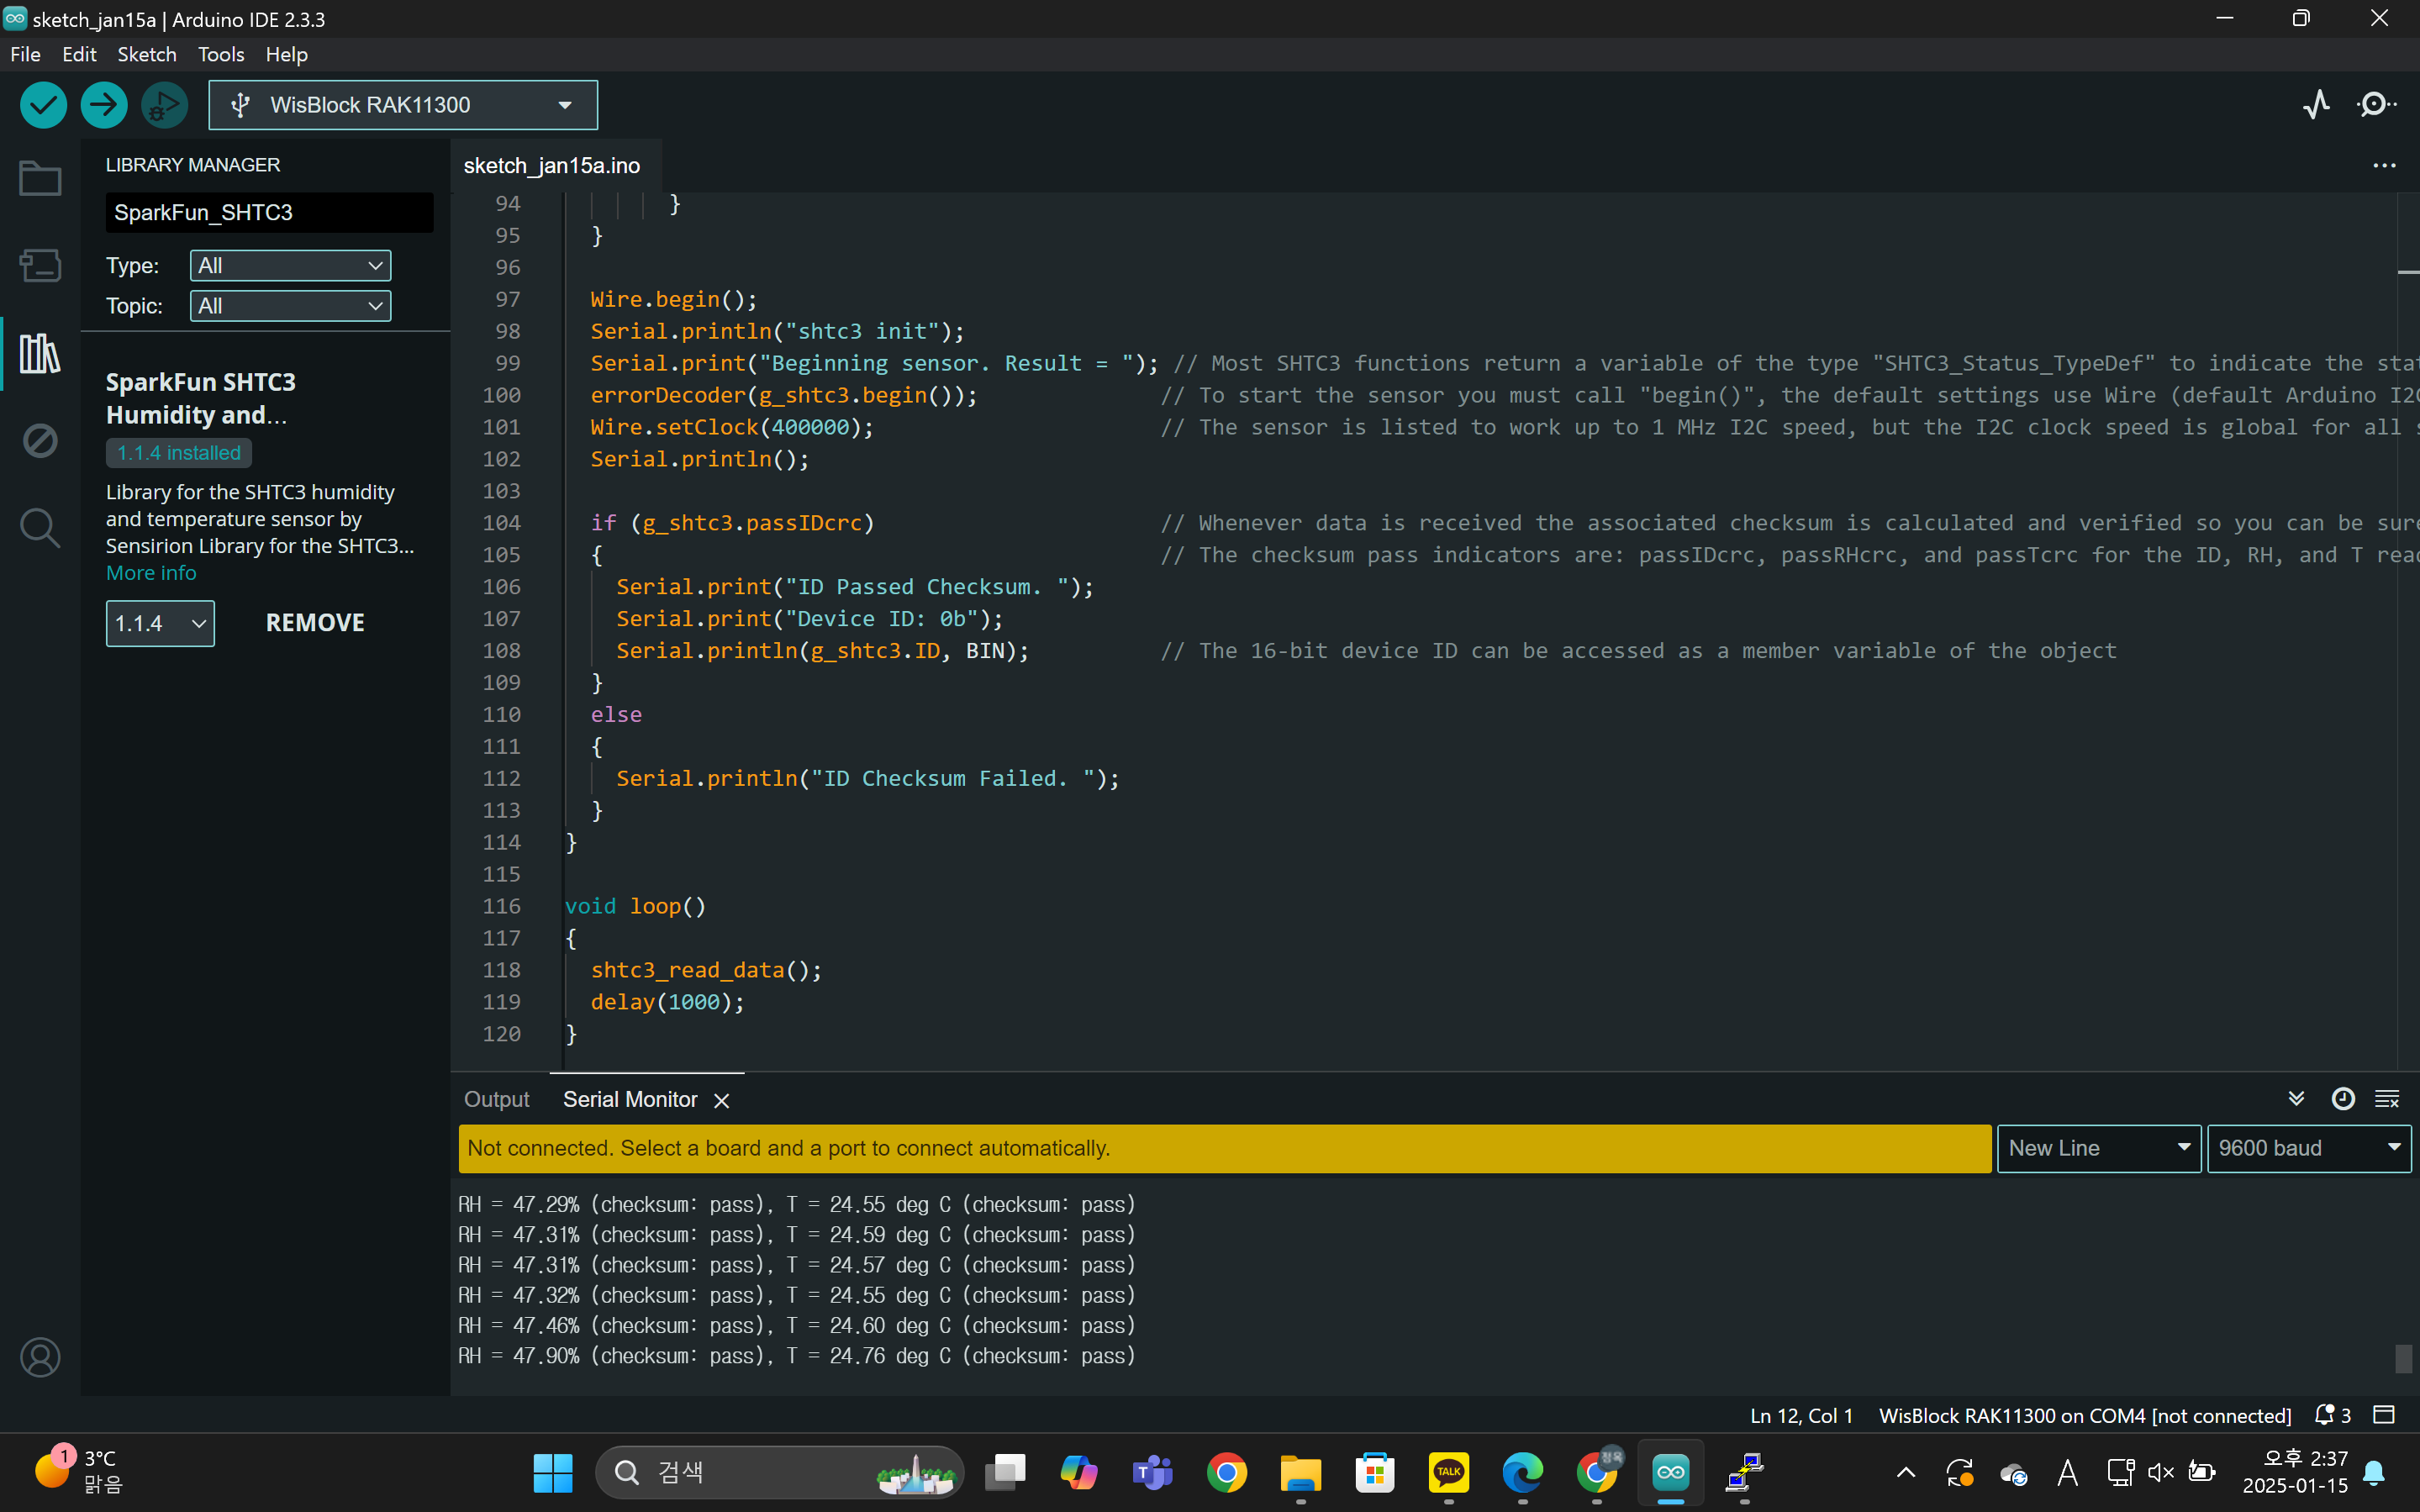 sketch_jan15a | Arduino IDE 2.3.3
File Edit Sketch Tools Help
WisBlock RAK11300
LIBRARY MANAGER
SparkFun_SHTC3
Type: All
Topic: All
SparkFun SHTC3
Humidity and...
1.1.4 installed
Library for the SHTC3 humidity
and temperature sensor by
Sensirion Library for the SHTC3...
More info
1.1.4 REMOVE
sketch_jan15a.ino
94 }
95 }
96
97 Wire.begin();
98 Serial.println("shtc3 init");
99 Serial.print("Beginning sensor. Result = "); // Most SHTC3 functions return a variable of the type "SHTC3_Status_TypeDef" to indicate the stat
100 errorDecoder(g_shtc3.begin()); // To start the sensor you must call "begin()", the default settings use Wire (default Arduino I2C
101 Wire.setClock(400000); // The sensor is listed to work up to 1 MHz I2C speed, but the I2C clock speed is global for all s
102 Serial.println();
103
104 if (g_shtc3.passIDcrc) // Whenever data is received the associated checksum is calculated and verified so you can be sure
105 { // The checksum pass indicators are: passIDcrc, passRHcrc, and passTcrc for the ID, RH, and T read
106 Serial.print("ID Passed Checksum. ");
107 Serial.print("Device ID: 0b");
108 Serial.println(g_shtc3.ID, BIN); // The 16-bit device ID can be accessed as a member variable of the object
109 }
110 else
111 {
112 Serial.println("ID Checksum Failed. ");
113 }
114 }
115
116 void loop()
117 {
118 shtc3_read_data();
119 delay(1000);
120 }
Output Serial Monitor
Not connected. Select a board and a port to connect automatically. New Line 9600 baud
RH = 47.29% (checksum: pass), T = 24.55 deg C (checksum: pass)
RH = 47.31% (checksum: pass), T = 24.59 deg C (checksum: pass)
RH = 47.31% (checksum: pass), T = 24.57 deg C (checksum: pass)
RH = 47.32% (checksum: pass), T = 24.55 deg C (checksum: pass)
RH = 47.46% (checksum: pass), T = 24.60 deg C (checksum: pass)
RH = 47.90% (checksum: pass), T = 24.76 deg C (checksum: pass)
Ln 12, Col 1 WisBlock RAK11300 on COM4 [not connected] 3
1 3°C
맑음
검색
TALK
A
오후 2:37
2025-01-15